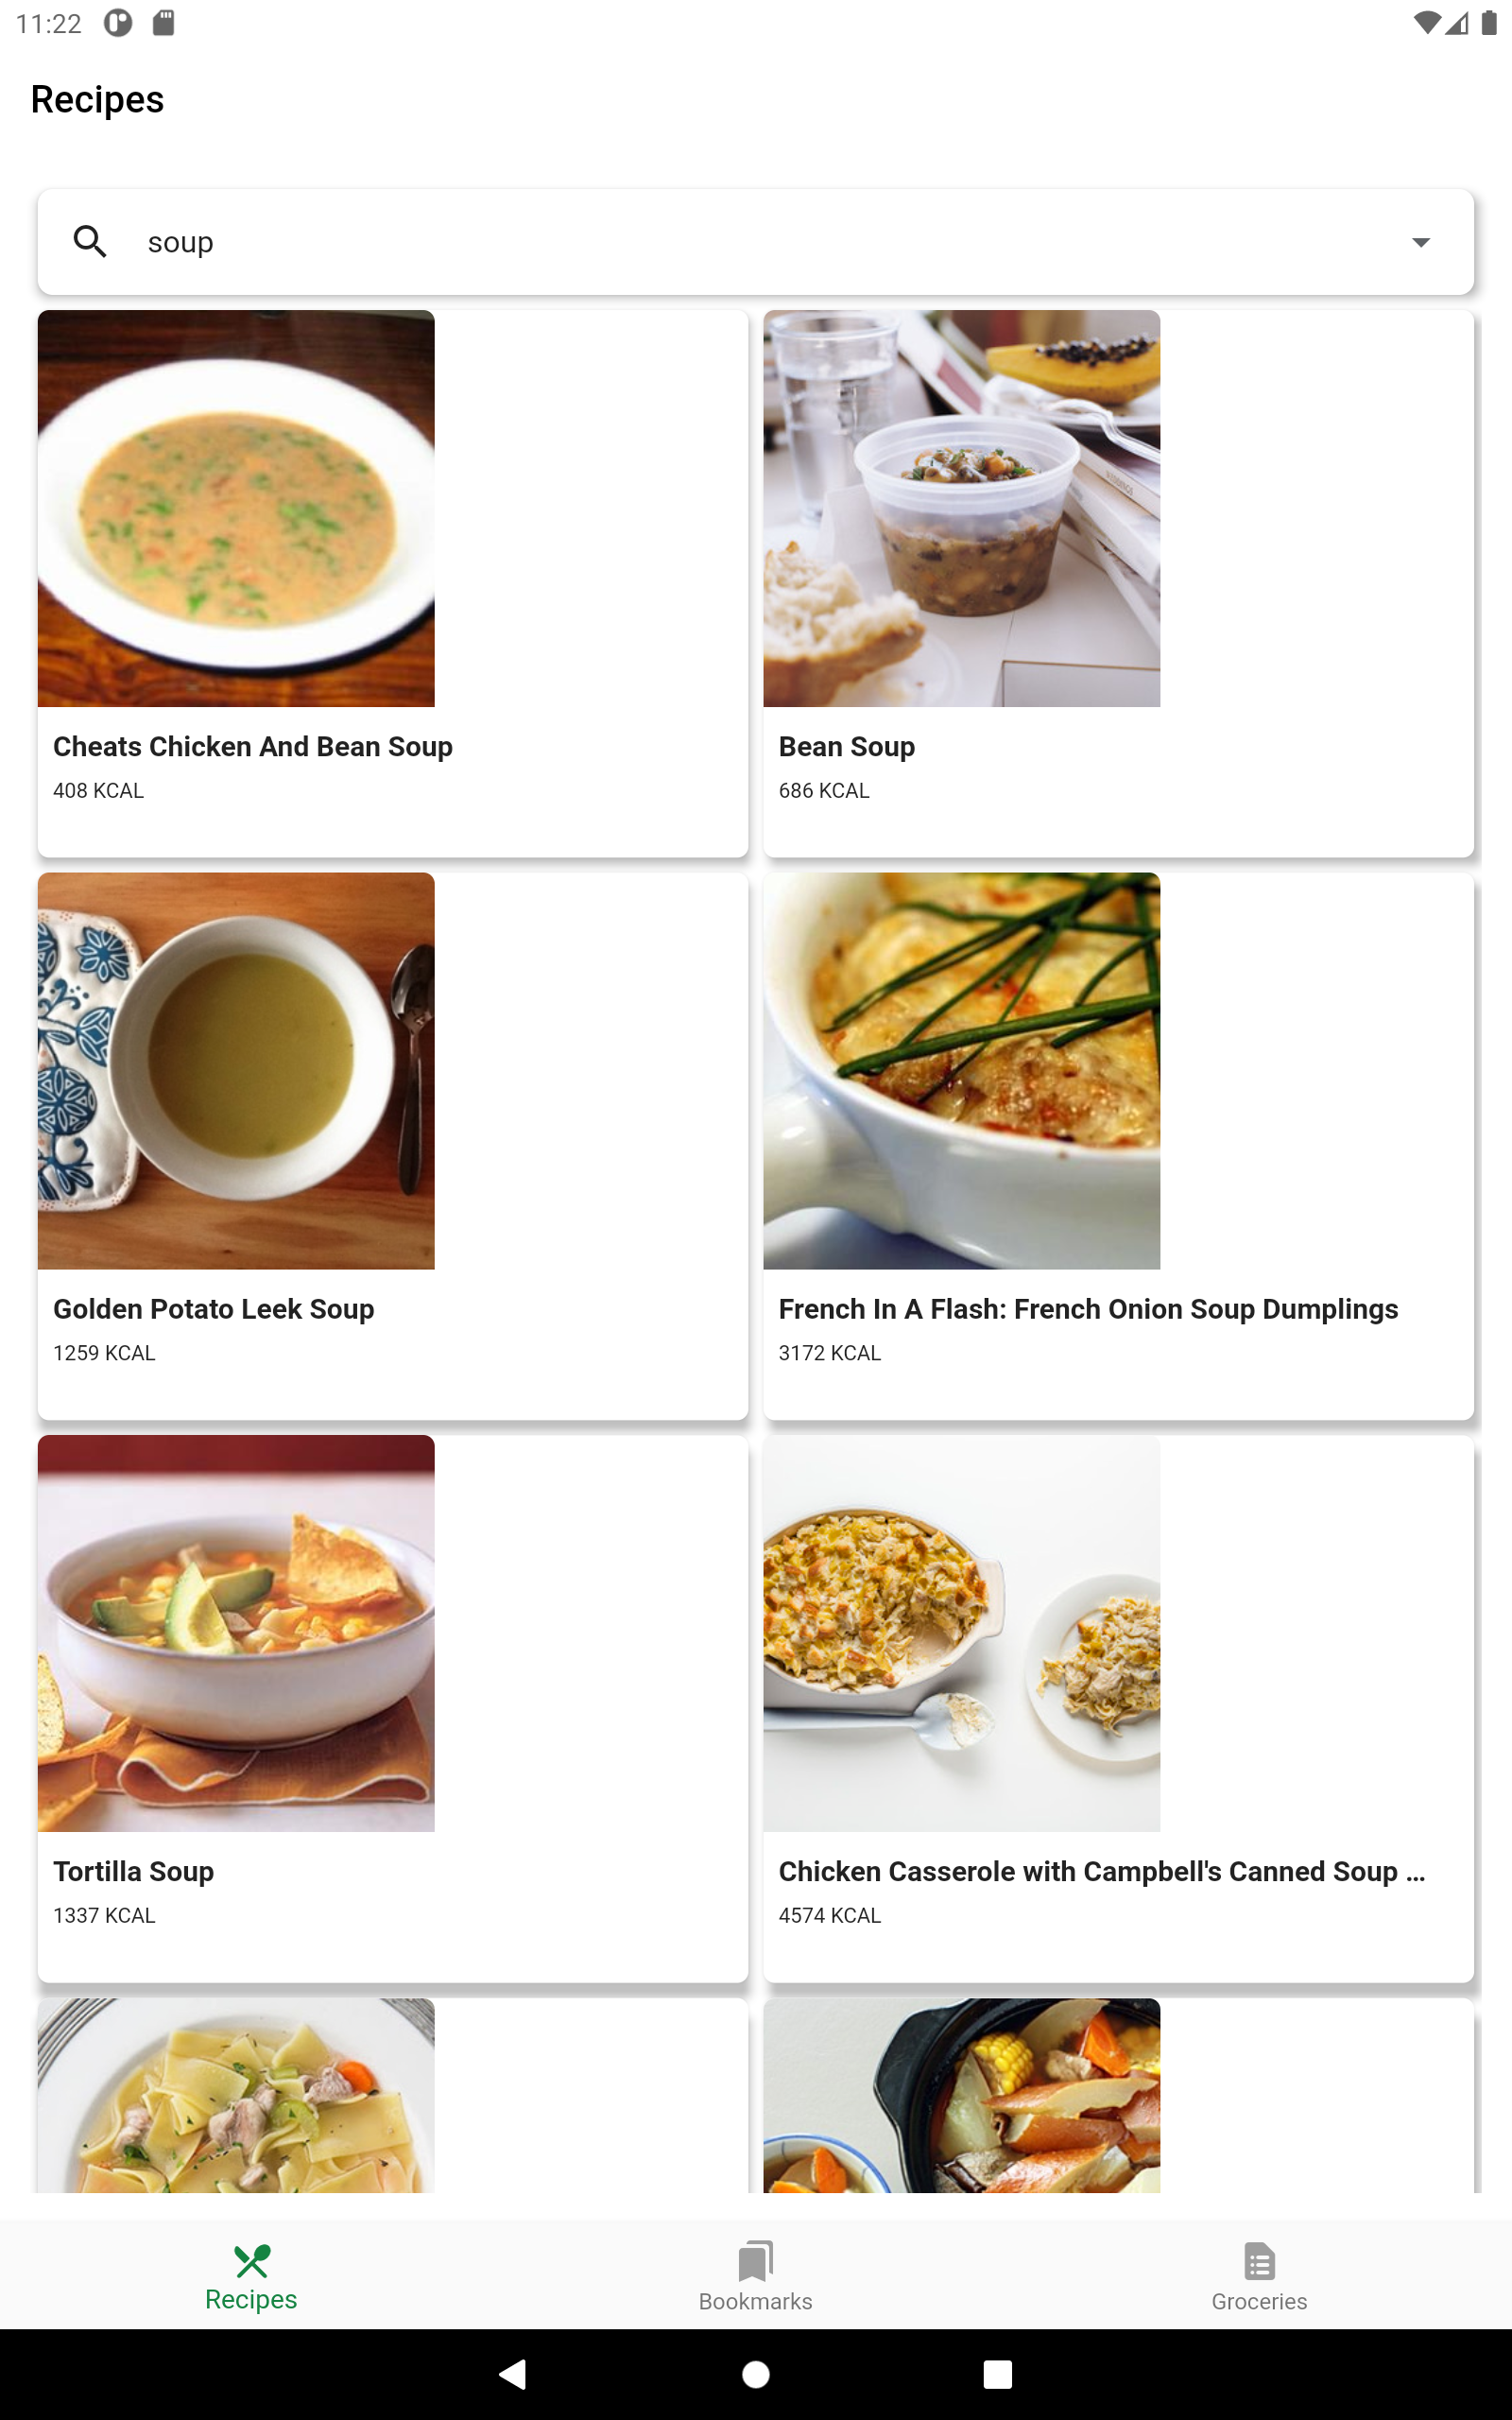 11:22
Recipes
soup
Cheats Chicken And Bean Soup
408 KCAL
Bean Soup
686 KCAL
Golden Potato Leek Soup
1259 KCAL
French In A Flash: French Onion Soup Dumplings
3172 KCAL
Tortilla Soup
1337 KCAL
Chicken Casserole with Campbell's Canned Soup ...
4574 KCAL
Recipes
Bookmarks
Groceries